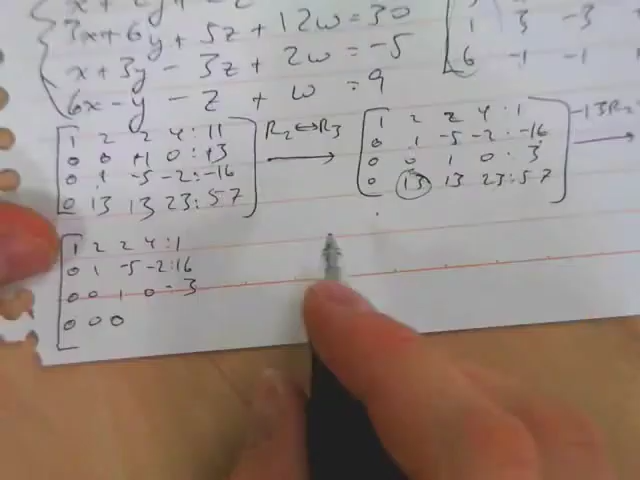 3x+6y+5z+12w=30
x+3y-3z+2w=-5
6x-y-z+w=9
1 3 -3
6 -1 -1
1 2 2 4:11
0 0 +1 0:+3
0 1 -5 -2:-16
0 13 13 23:57
R2↔R3
1 2 2 4:1
0 1 -5 -2:-16
0 0 1 0:3
0 13 13 23:57
-13R2
1 2 2 4:1
0 1 -5 -2:16
0 0 1 0-3
0 0 0